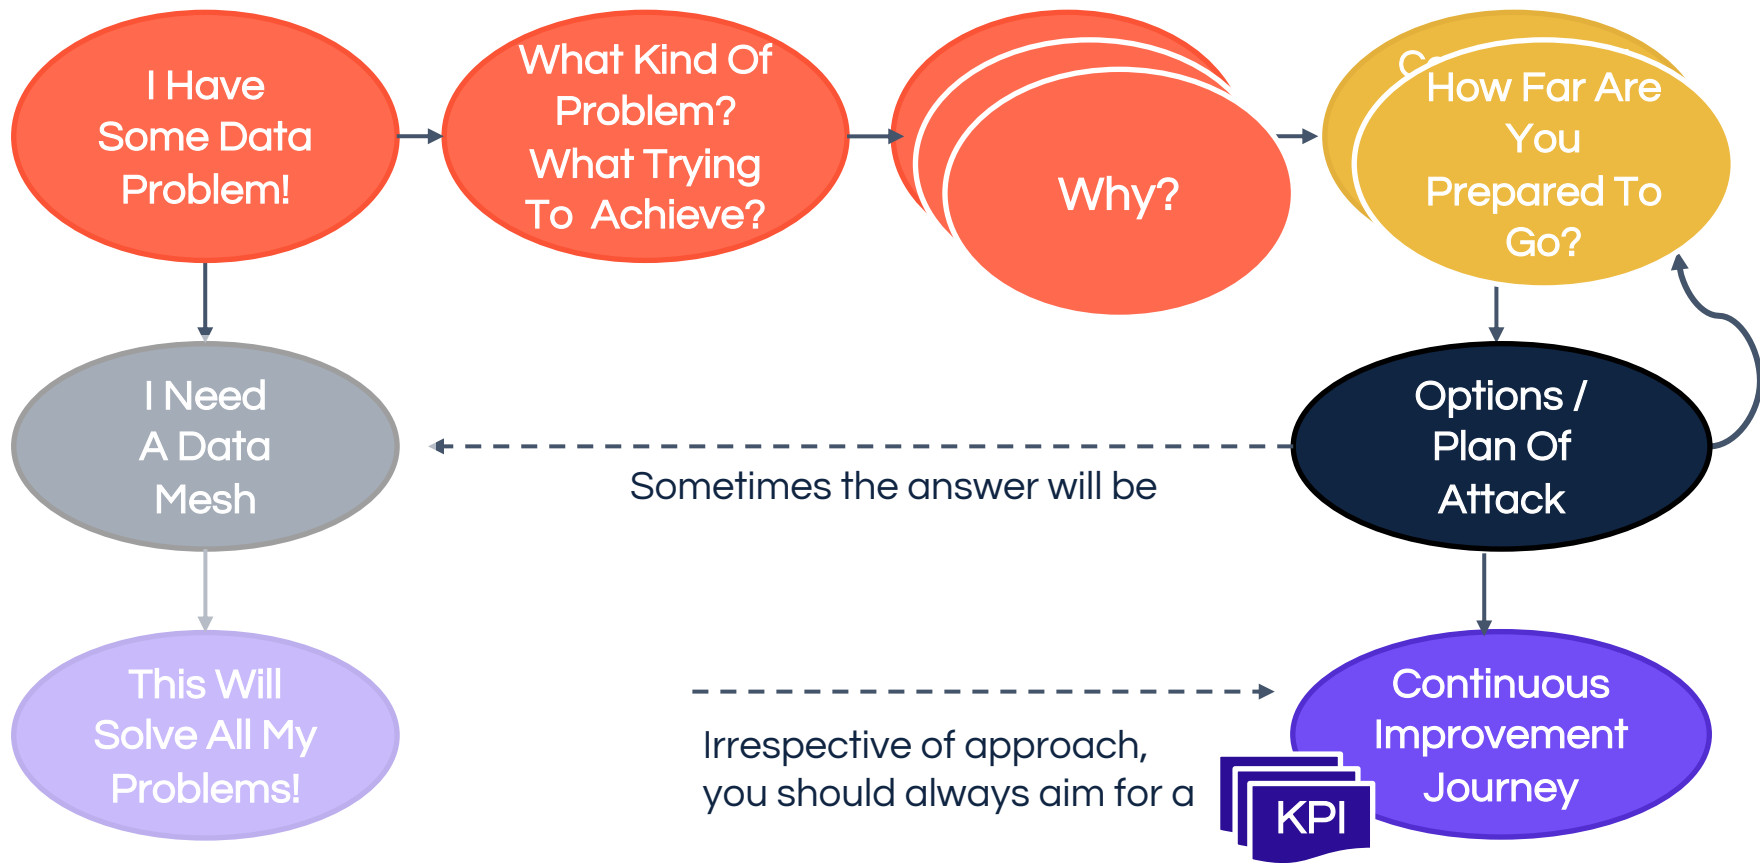 I Have
Some Data
Problem!
What Kind Of
Problem?
What Trying
To Achieve?
Why?
How Far Are
You
Prepared To
Go?
I Need
A Data
Mesh
Sometimes the answer will be
Options /
Plan Of
Attack
This Will
Solve All My
Problems!
Irrespective of approach,
you should always aim for a
KPI
Continuous
Improvement
Journey